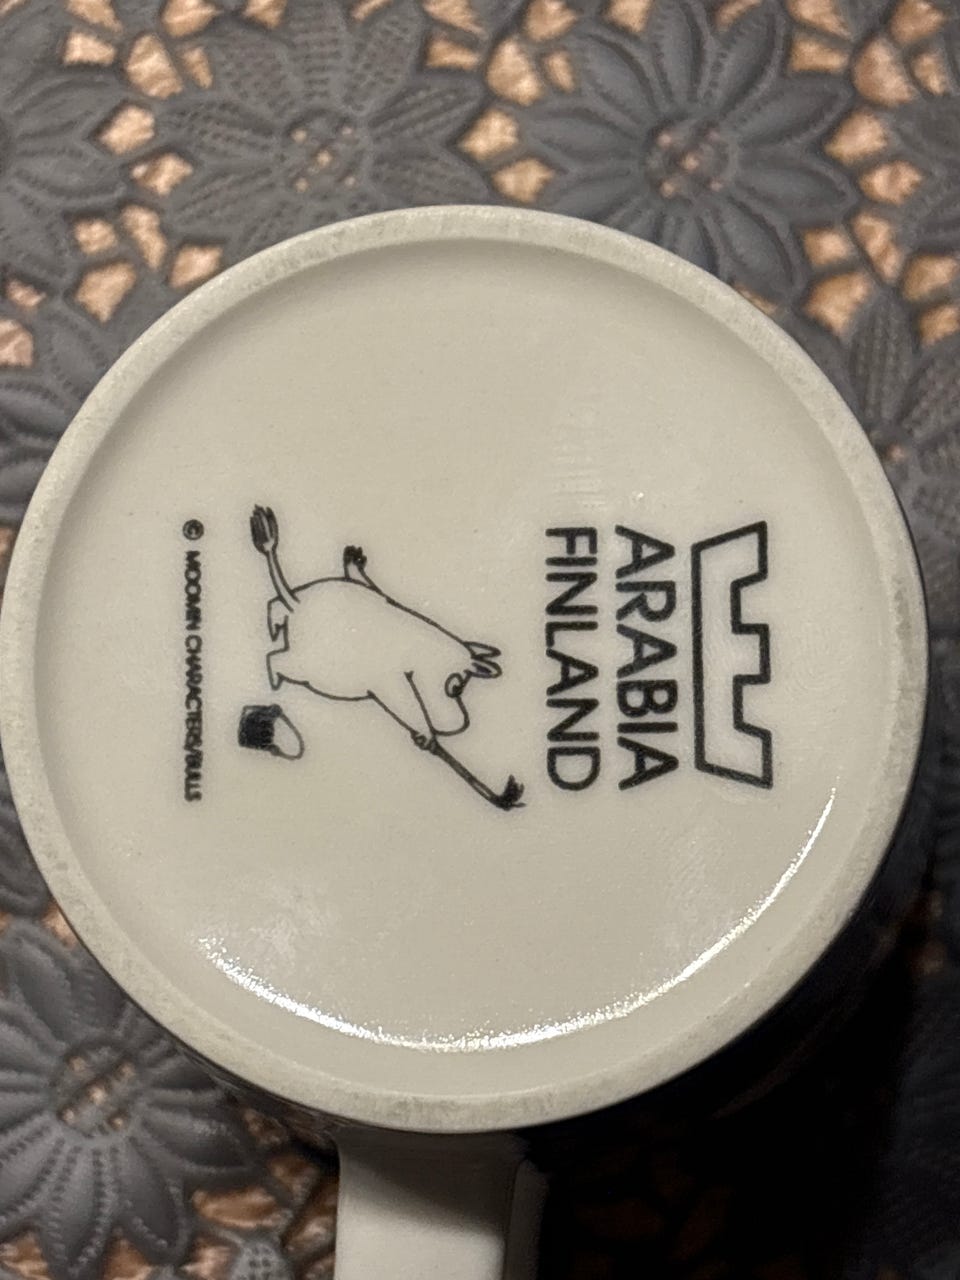 ARABIA
FINLAND
© MOOMIN CHARACTERS/BULLS